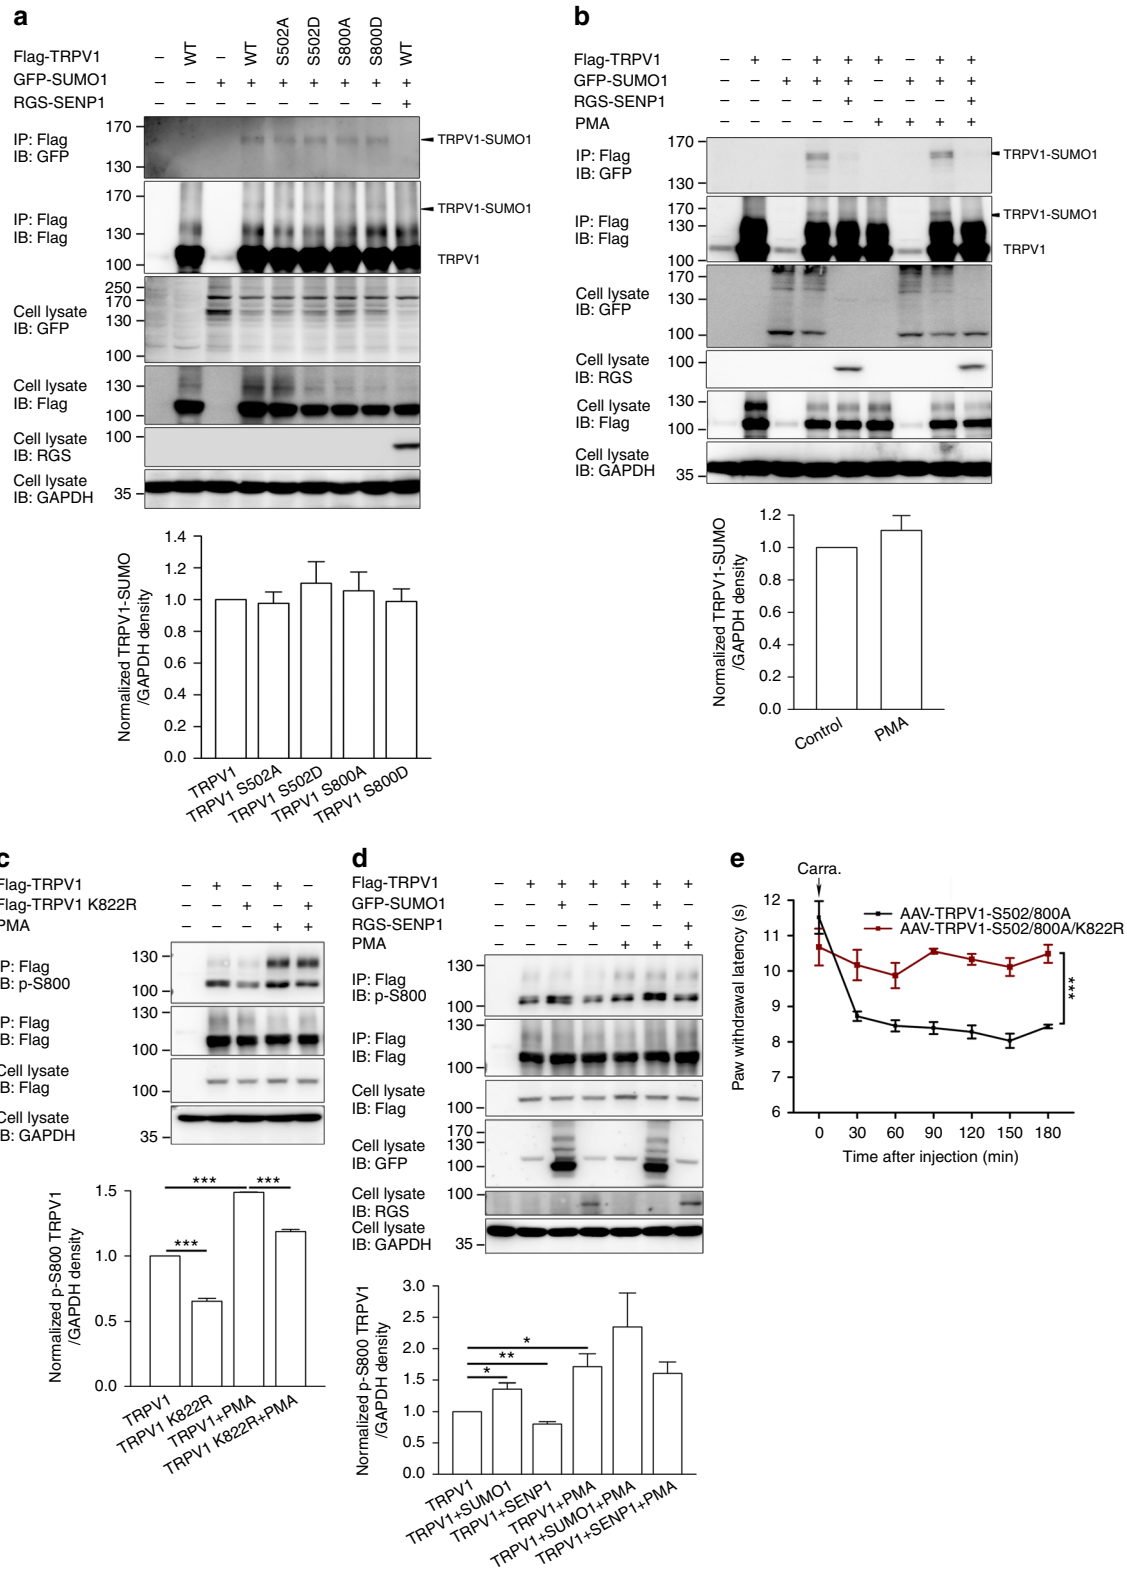 a
Flag-TRPV1 – WT – WT S502A S502D S800A S800D WT
GFP-SUMO1 – – + + + + + + +
RGS-SENP1 – – – – – – – – +
IP: Flag
IB: GFP
170
130
TRPV1-SUMO1
IP: Flag
IB: Flag
170
130
100
TRPV1-SUMO1
TRPV1
Cell lysate
IB: GFP
250
170
130
100
Cell lysate
IB: Flag
130
100
Cell lysate
IB: RGS
100
Cell lysate
IB: GAPDH
35
Normalized TRPV1-SUMO
/GAPDH density
1.4
1.2
1.0
0.8
0.6
0.4
0.2
0.0
TRPV1
TRPV1 S502A
TRPV1 S502D
TRPV1 S800A
TRPV1 S800D
b
Flag-TRPV1 – + – + + + – + +
GFP-SUMO1 – – + + + – + + +
RGS-SENP1 – – – – + – – – +
PMA – – – – – + + + +
IP: Flag
IB: GFP
170
130
TRPV1-SUMO1
IP: Flag
IB: Flag
170
130
100
TRPV1-SUMO1
TRPV1
Cell lysate
IB: GFP
170
130
100
Cell lysate
IB: RGS
100
Cell lysate
IB: Flag
130
100
Cell lysate
IB: GAPDH
35
Normalized TRPV1-SUMO
/GAPDH density
1.2
1.0
0.8
0.6
0.4
0.2
0.0
Control
PMA
c
Flag-TRPV1 – + – + –
Flag-TRPV1 K822R – – + – +
PMA – – – + +
P: Flag
B: p-S800
130
100
P: Flag
B: Flag
130
100
Cell lysate
B: Flag
100
Cell lysate
B: GAPDH
35
Normalized p-S800 TRPV1
/GAPDH density
1.5
1.0
0.5
0.0
*** ***
***
TRPV1
TRPV1 K822R
TRPV1+PMA
TRPV1 K822R+PMA
d
Flag-TRPV1 – + + + + + +
GFP-SUMO1 – – + – – + –
RGS-SENP1 – – – + – – +
PMA – – – – + + +
IP: Flag
IB: p-S800
130
100
IP: Flag
IB: Flag
130
100
Cell lysate
IB: Flag
100
Cell lysate
IB: GFP
170
130
100
Cell lysate
IB: RGS
100
Cell lysate
IB: GAPDH
35
Normalized p-S800 TRPV1
/GAPDH density
3.0
2.5
2.0
1.5
1.0
0.5
0.0
*
**
*
TRPV1
TRPV1+SUMO1
TRPV1+SENP1
TRPV1+PMA
TRPV1+SUMO1+PMA
TRPV1+SENP1+PMA
e
Carra.
AAV-TRPV1-S502/800A
AAV-TRPV1-S502/800A/K822R
Paw withdrawal latency (s)
12
11
10
9
8
7
6
***
0 30 60 90 120 150 180
Time after injection (min)